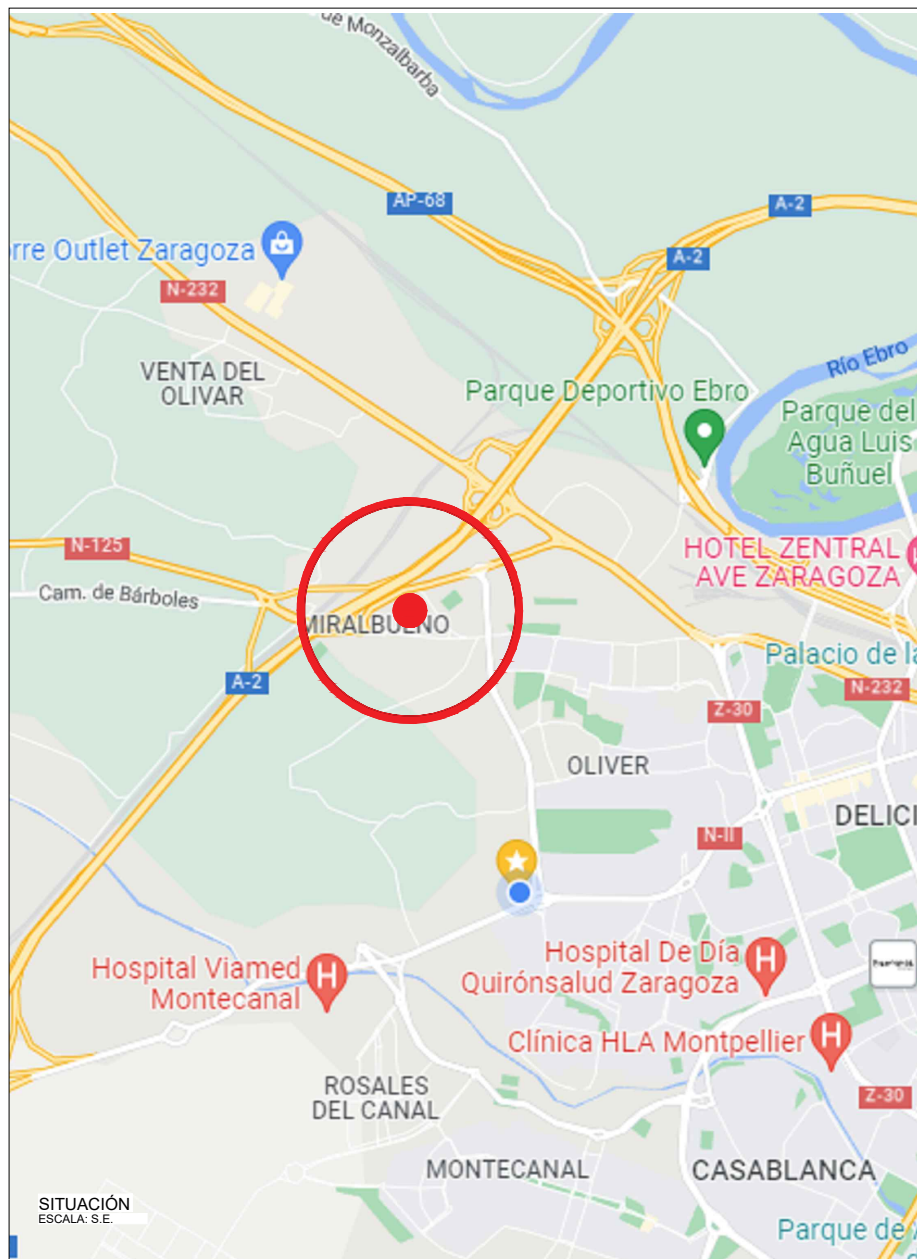 de Monzalbarba
AP-68
A-2
A-2
rre Outlet Zaragoza
N-232
VENTA DEL
OLIVAR
Río Ebro
Parque Deportivo Ebro
Parque del
Agua Luis
Buñuel
N-125
HOTEL ZENTRAL
AVE ZARAGOZA
Cam. de Bárboles
MIRALBUENO
Palacio de la
A-2
N-232
Z-30
OLIVER
DELICI
N-II
Hospital De Día
Quirónsalud Zaragoza
Hospital Viamed
Montecanal
Clínica HLA Montpellier
ROSALES
DEL CANAL
Z-30
MONTECANAL
CASABLANCA
SITUACIÓN
ESCALA: S.E.
Parque de